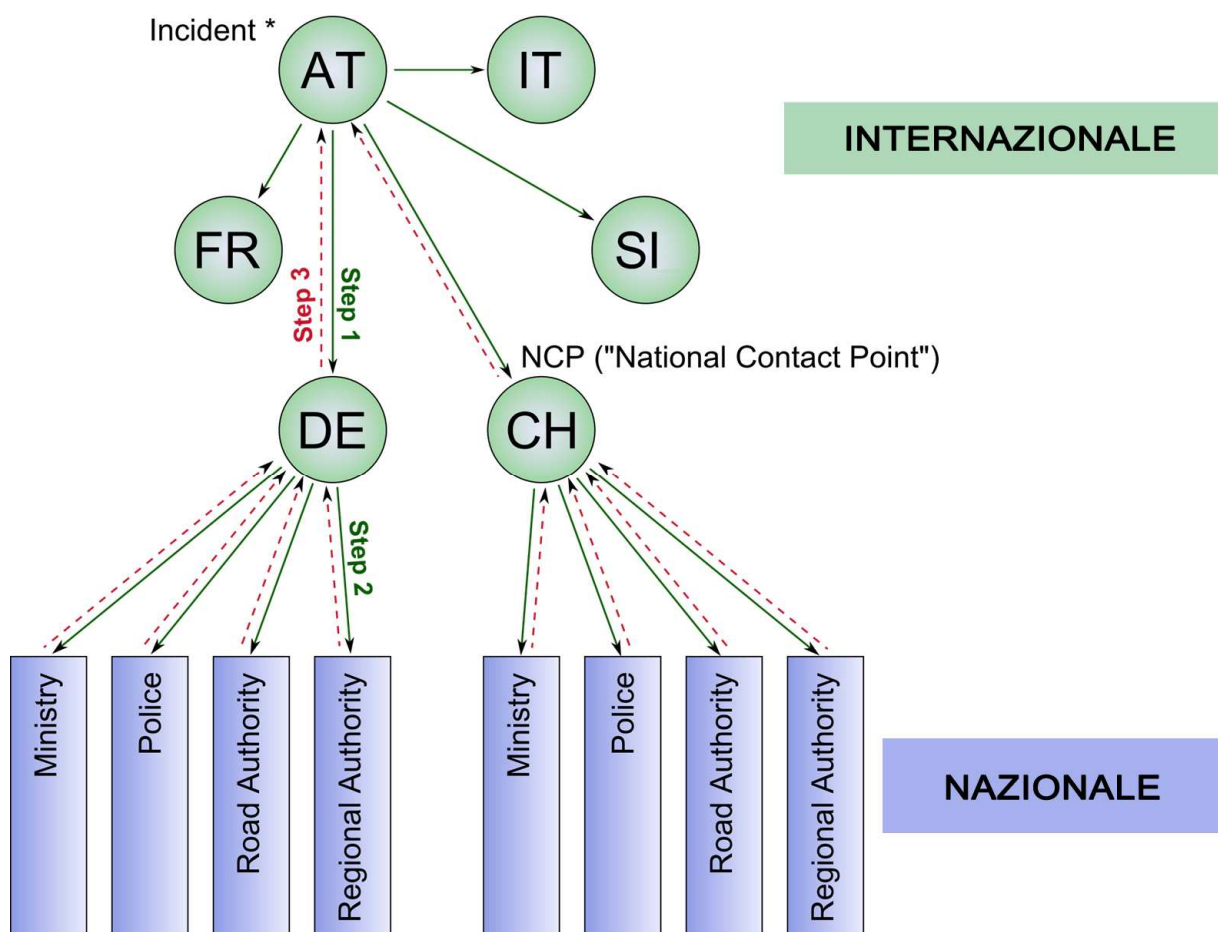 Incident *
AT
IT
INTERNAZIONALE
FR
SI
Step 3
Step 1
NCP ("National Contact Point")
DE
CH
Step 2
Ministry
Police
Road Authority
Regional Authority
Ministry
Police
Road Authority
Regional Authority
NAZIONALE